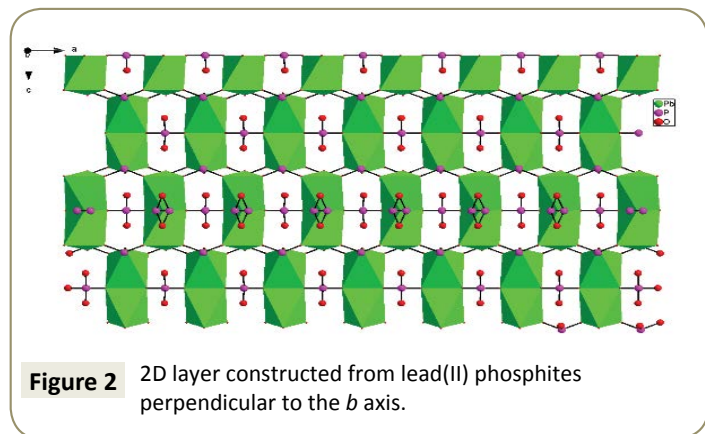 b
a
c
Pb
P
O
Figure 2 2D layer constructed from lead(II) phosphites
perpendicular to the b axis.